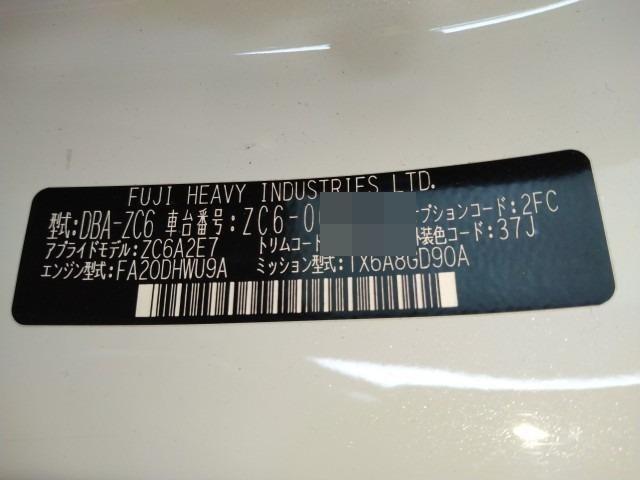 FUJI HEAVY INDUSTRIES LTD.
型式:DBA-ZC6 車台番号:ZC6-0 プションコード:2FC
アプライドモデル:ZC6A2E7 トリムコード 装色コード:37J
エンジン型式:FA20DHWU9A ミッション型式:TX6A8GD90A